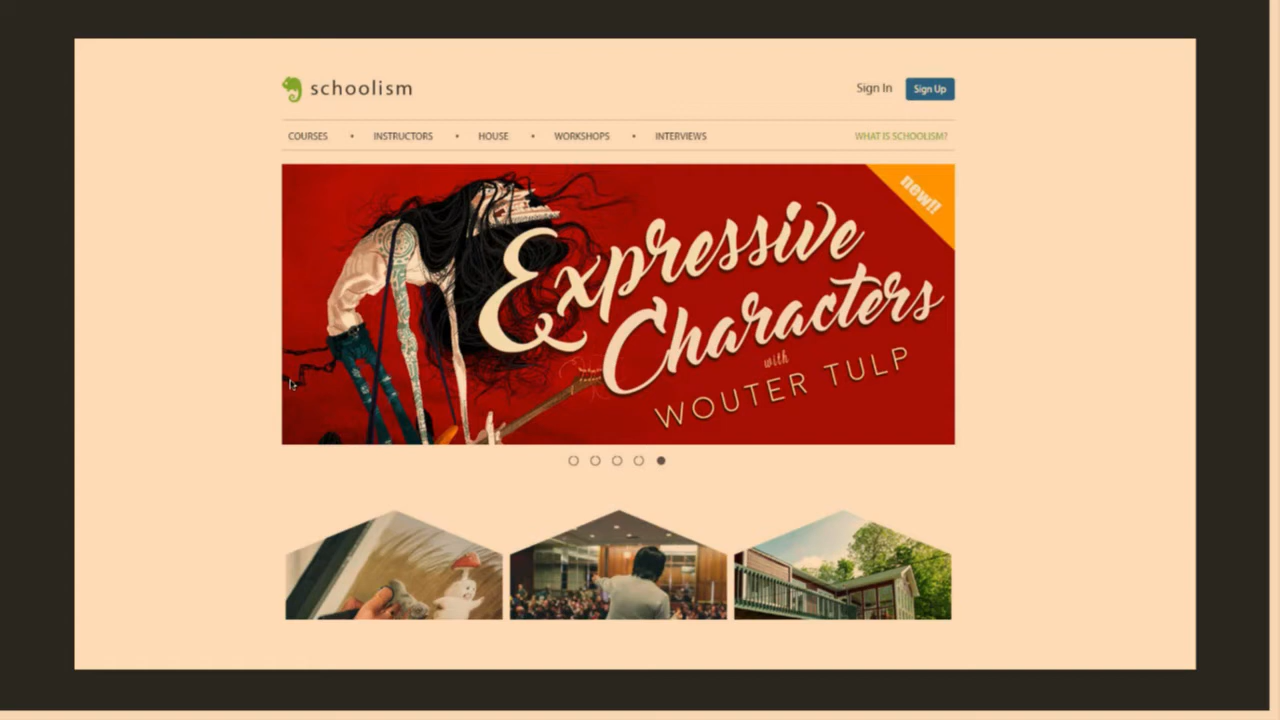 schoolism
Sign In
Sign Up
COURSES • INSTRUCTORS • HOUSE • WORKSHOPS • INTERVIEWS
WHAT IS SCHOOLISM?
new!!
Expressive
Characters
with
WOUTER TULP